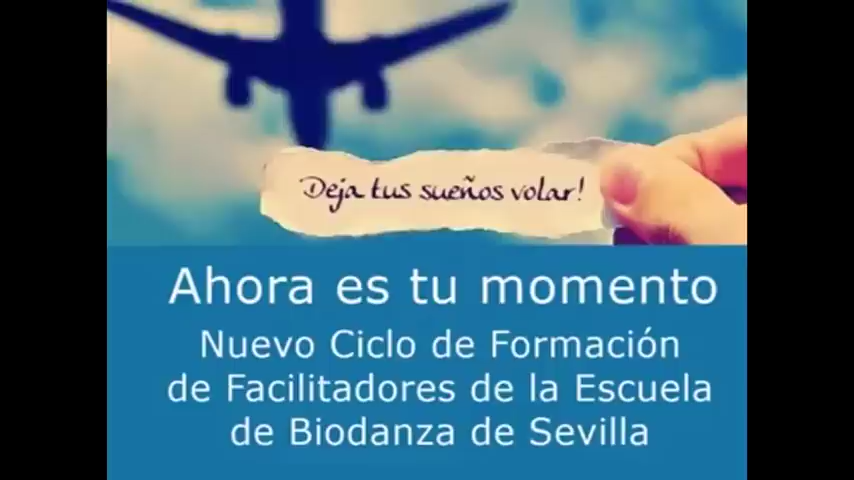 Deja tus sueños volar!
Ahora es tu momento
Nuevo Ciclo de Formación
de Facilitadores de la Escuela
de Biodanza de Sevilla